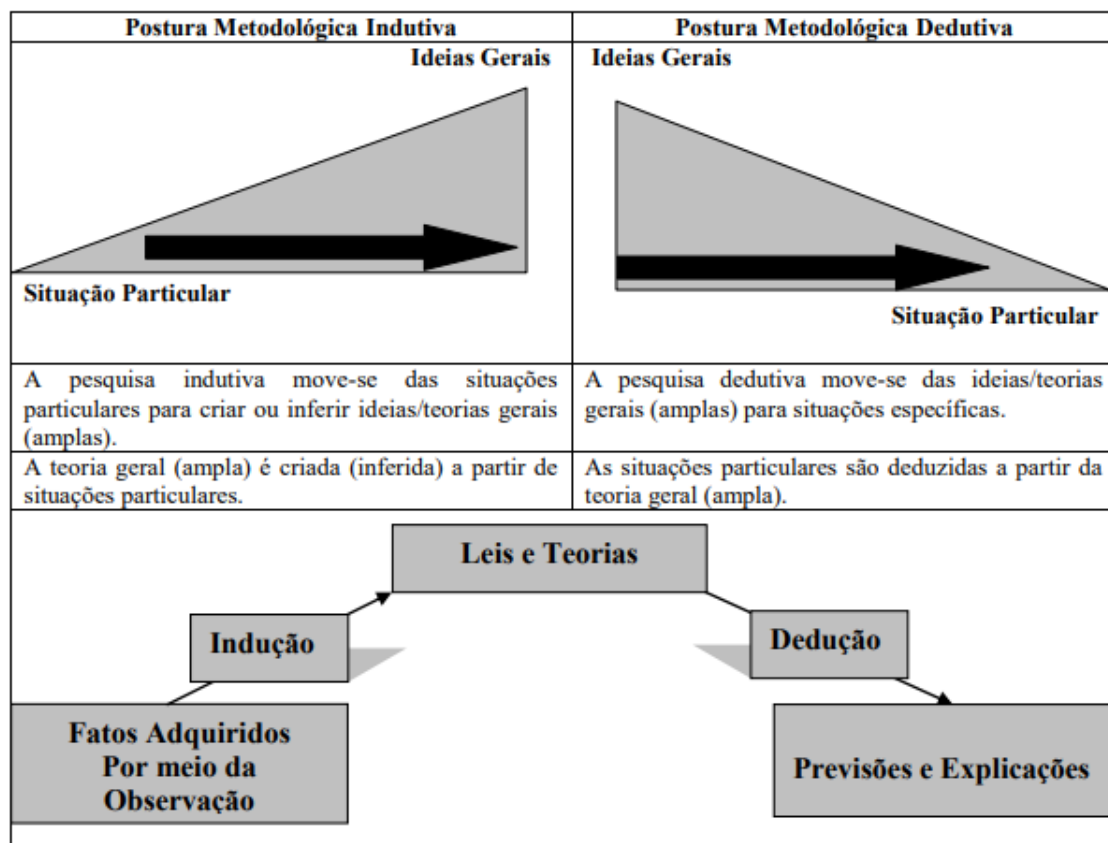 Postura Metodológica Indutiva
Postura Metodológica Dedutiva
Ideias Gerais
Ideias Gerais
Situação Particular
Situação Particular
A pesquisa indutiva move-se das situações
particulares para criar ou inferir ideias/teorias gerais
(amplas).
A pesquisa dedutiva move-se das ideias/teorias
gerais (amplas) para situações específicas.
A teoria geral (ampla) é criada (inferida) a partir de
situações particulares.
As situações particulares são deduzidas a partir da
teoria geral (ampla).
Leis e Teorias
Indução
Dedução
Fatos Adquiridos
Por meio da
Observação
Previsões e Explicações